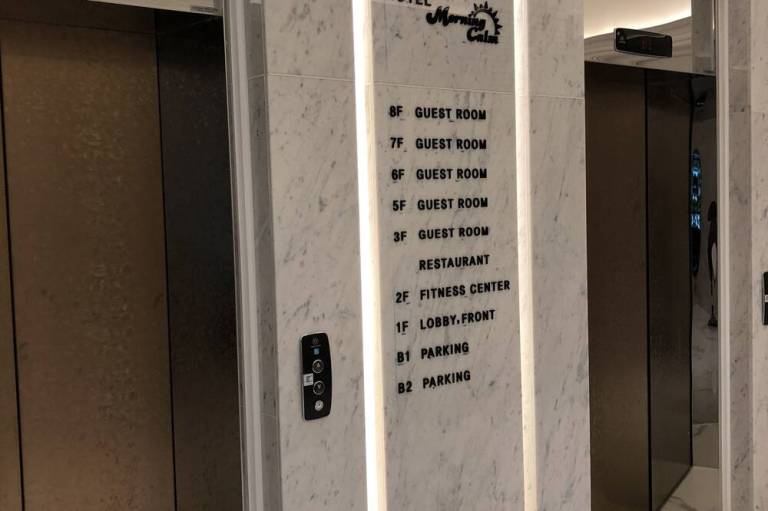 HOTEL
Morning
Calm
8F GUEST ROOM
7F GUEST ROOM
6F GUEST ROOM
5F GUEST ROOM
3F GUEST ROOM
RESTAURANT
2F FITNESS CENTER
1F LOBBY.FRONT
B1 PARKING
B2 PARKING